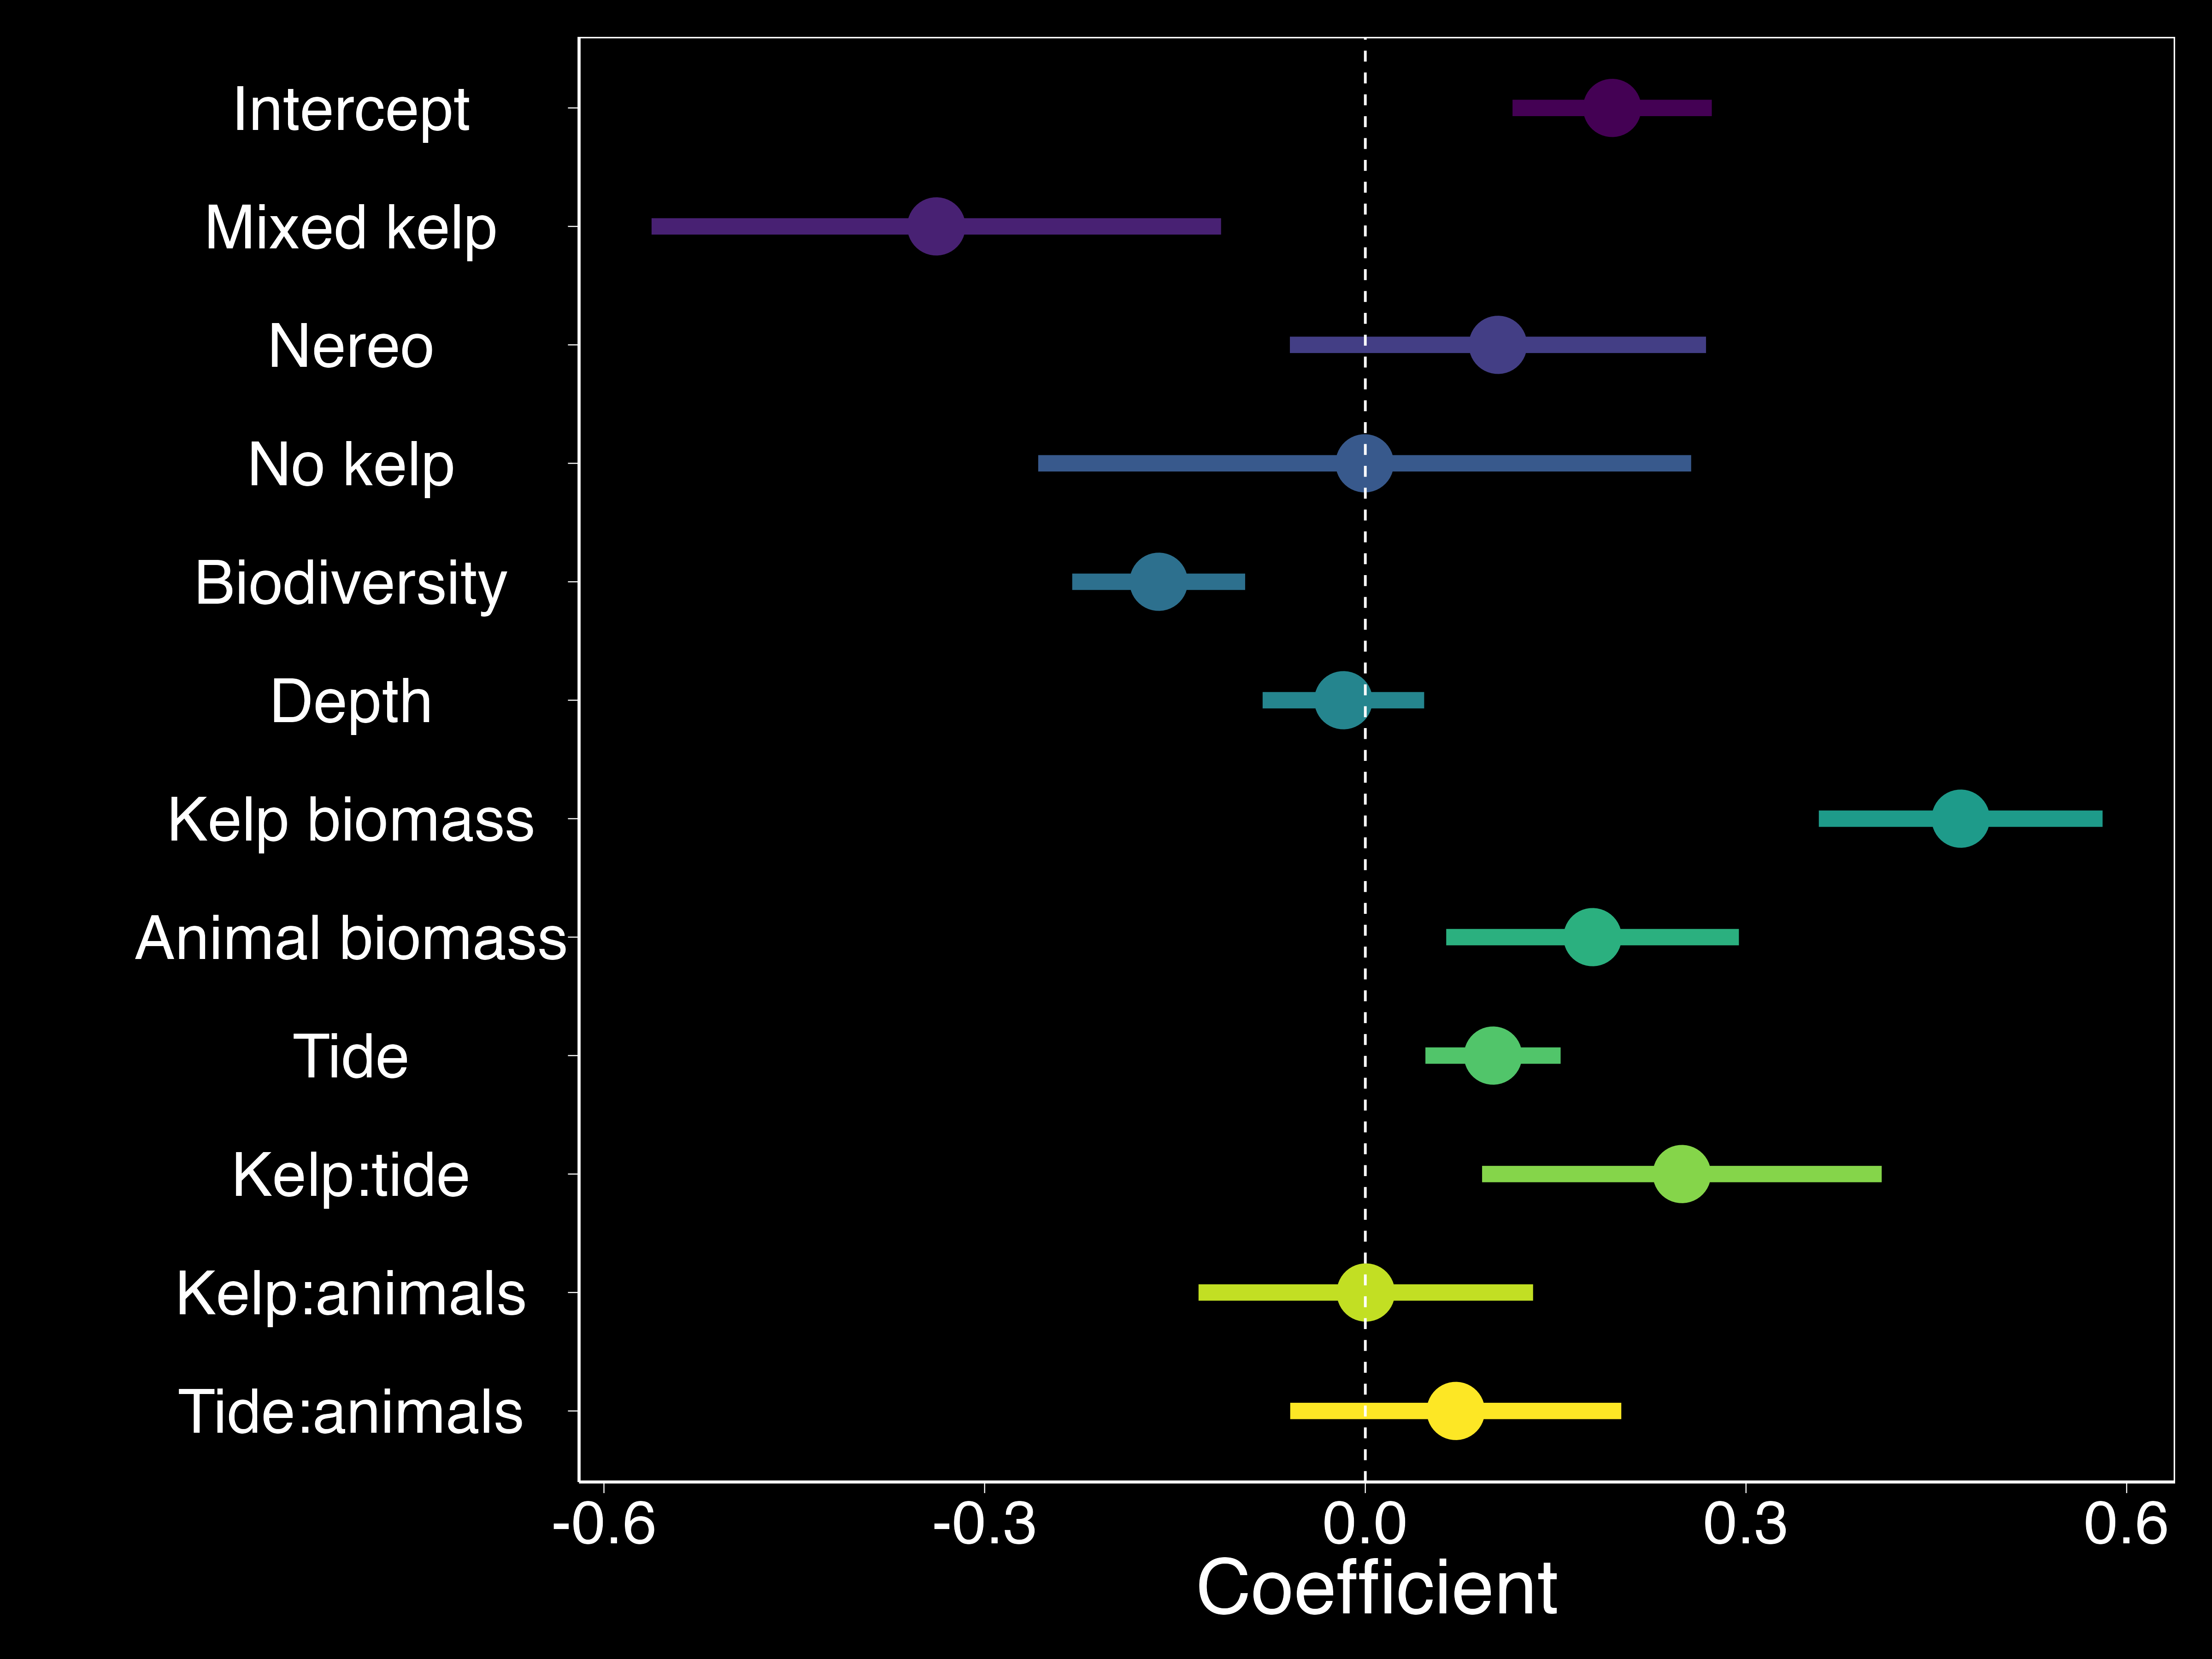 Intercept
Mixed kelp
Nereo
No kelp
Biodiversity
Depth
Kelp biomass
Animal biomass
Tide
Kelp:tide
Kelp:animals
Tide:animals
-0.6 -0.3 0.0 0.3 0.6
Coefficient